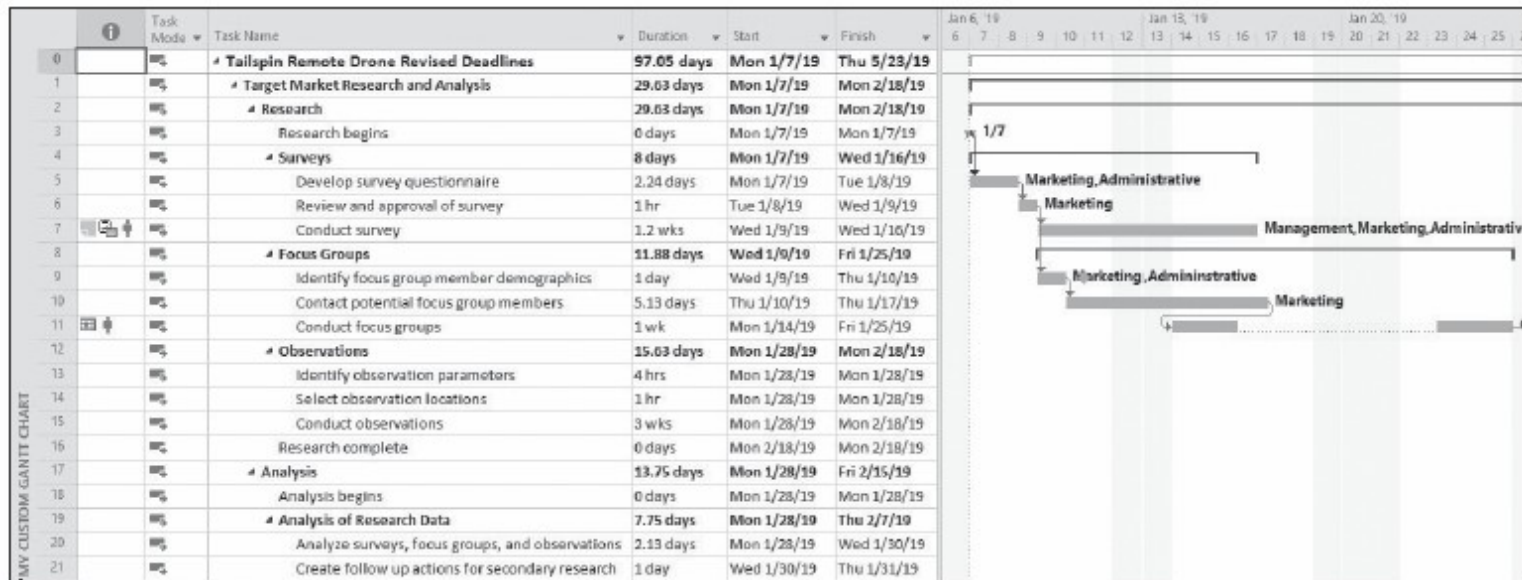 Jan 6, '19 Jan 13, '19 Jan 20, '19
Task Mode Task Name Duration Start Finish 6 7 8 9 10 11 12 13 14 15 16 17 18 19 20 21 22 23 24 25
0 Tailspin Remote Drone Revised Deadlines 97.05 days Mon 1/7/19 Thu 5/23/19
1 Target Market Research and Analysis 29.63 days Mon 1/7/19 Mon 2/18/19
2 Research 29.63 days Mon 1/7/19 Mon 2/18/19
3 Research begins 0 days Mon 1/7/19 Mon 1/7/19 1/7
4 Surveys 8 days Mon 1/7/19 Wed 1/16/19
5 Develop survey questionnaire 2.24 days Mon 1/7/19 Tue 1/8/19 Marketing,Administrative
6 Review and approval of survey 1 hr Tue 1/8/19 Wed 1/9/19 Marketing
7 Conduct survey 1.2 wks Wed 1/9/19 Wed 1/16/19 Management,Marketing,Administrativ
8 Focus Groups 11.88 days Wed 1/9/19 Fri 1/25/19
9 Identify focus group member demographics 1 day Wed 1/9/19 Thu 1/10/19 Marketing,Admininstrative
10 Contact potential focus group members 5.13 days Thu 1/10/19 Thu 1/17/19 Marketing
11 Conduct focus groups 1 wk Mon 1/14/19 Fri 1/25/19
12 Observations 15.63 days Mon 1/28/19 Mon 2/18/19
13 Identify observation parameters 4 hrs Mon 1/28/19 Mon 1/28/19
14 Select observation locations 1 hr Mon 1/28/19 Mon 1/28/19
15 Conduct observations 3 wks Mon 1/28/19 Mon 2/18/19
16 Research complete 0 days Mon 2/18/19 Mon 2/18/19
17 Analysis 13.75 days Mon 1/28/19 Fri 2/15/19
18 Analysis begins 0 days Mon 1/28/19 Mon 1/28/19
19 Analysis of Research Data 7.75 days Mon 1/28/19 Thu 2/7/19
20 Analyze surveys, focus groups, and observations 2.13 days Mon 1/28/19 Wed 1/30/19
21 Create follow up actions for secondary research 1 day Wed 1/30/19 Thu 1/31/19
MY CUSTOM GANTT CHART